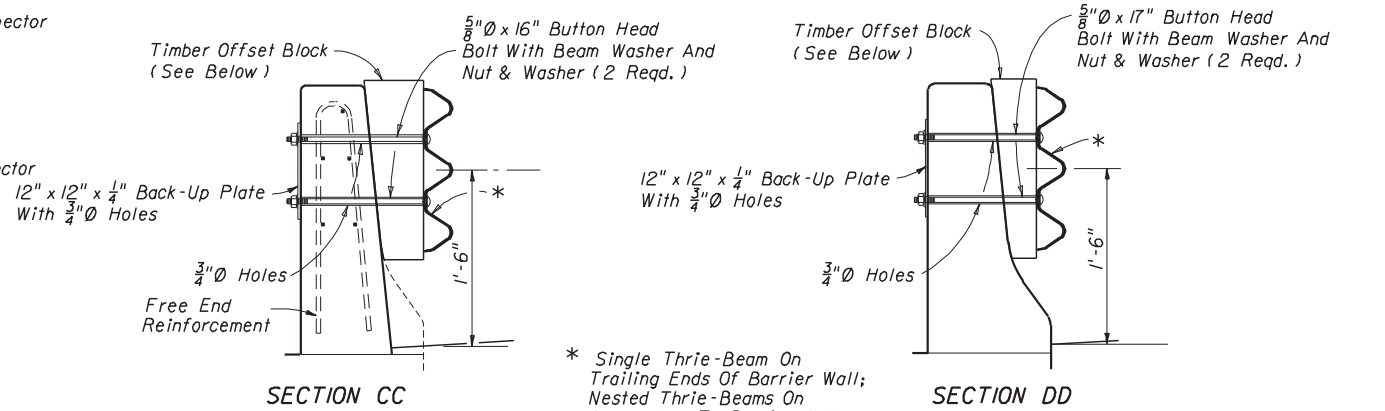 Timber Offset Block
(See Below)
5/8"Ø x 16" Button Head
Bolt With Beam Washer And
Nut & Washer (2 Reqd.)
12" x 12" x 1/4" Back-Up Plate
With 3/4"Ø Holes
*
3/4"Ø Holes
1'-6"
Free End
Reinforcement
SECTION CC
* Single Thrie-Beam On
Trailing Ends Of Barrier Wall;
Nested Thrie-Beams On
Timber Offset Block
(See Below)
5/8"Ø x 17" Button Head
Bolt With Beam Washer And
Nut & Washer (2 Reqd.)
*
12" x 12" x 1/4" Back-Up Plate
With 3/4"Ø Holes
3/4"Ø Holes
1'-6"
SECTION DD